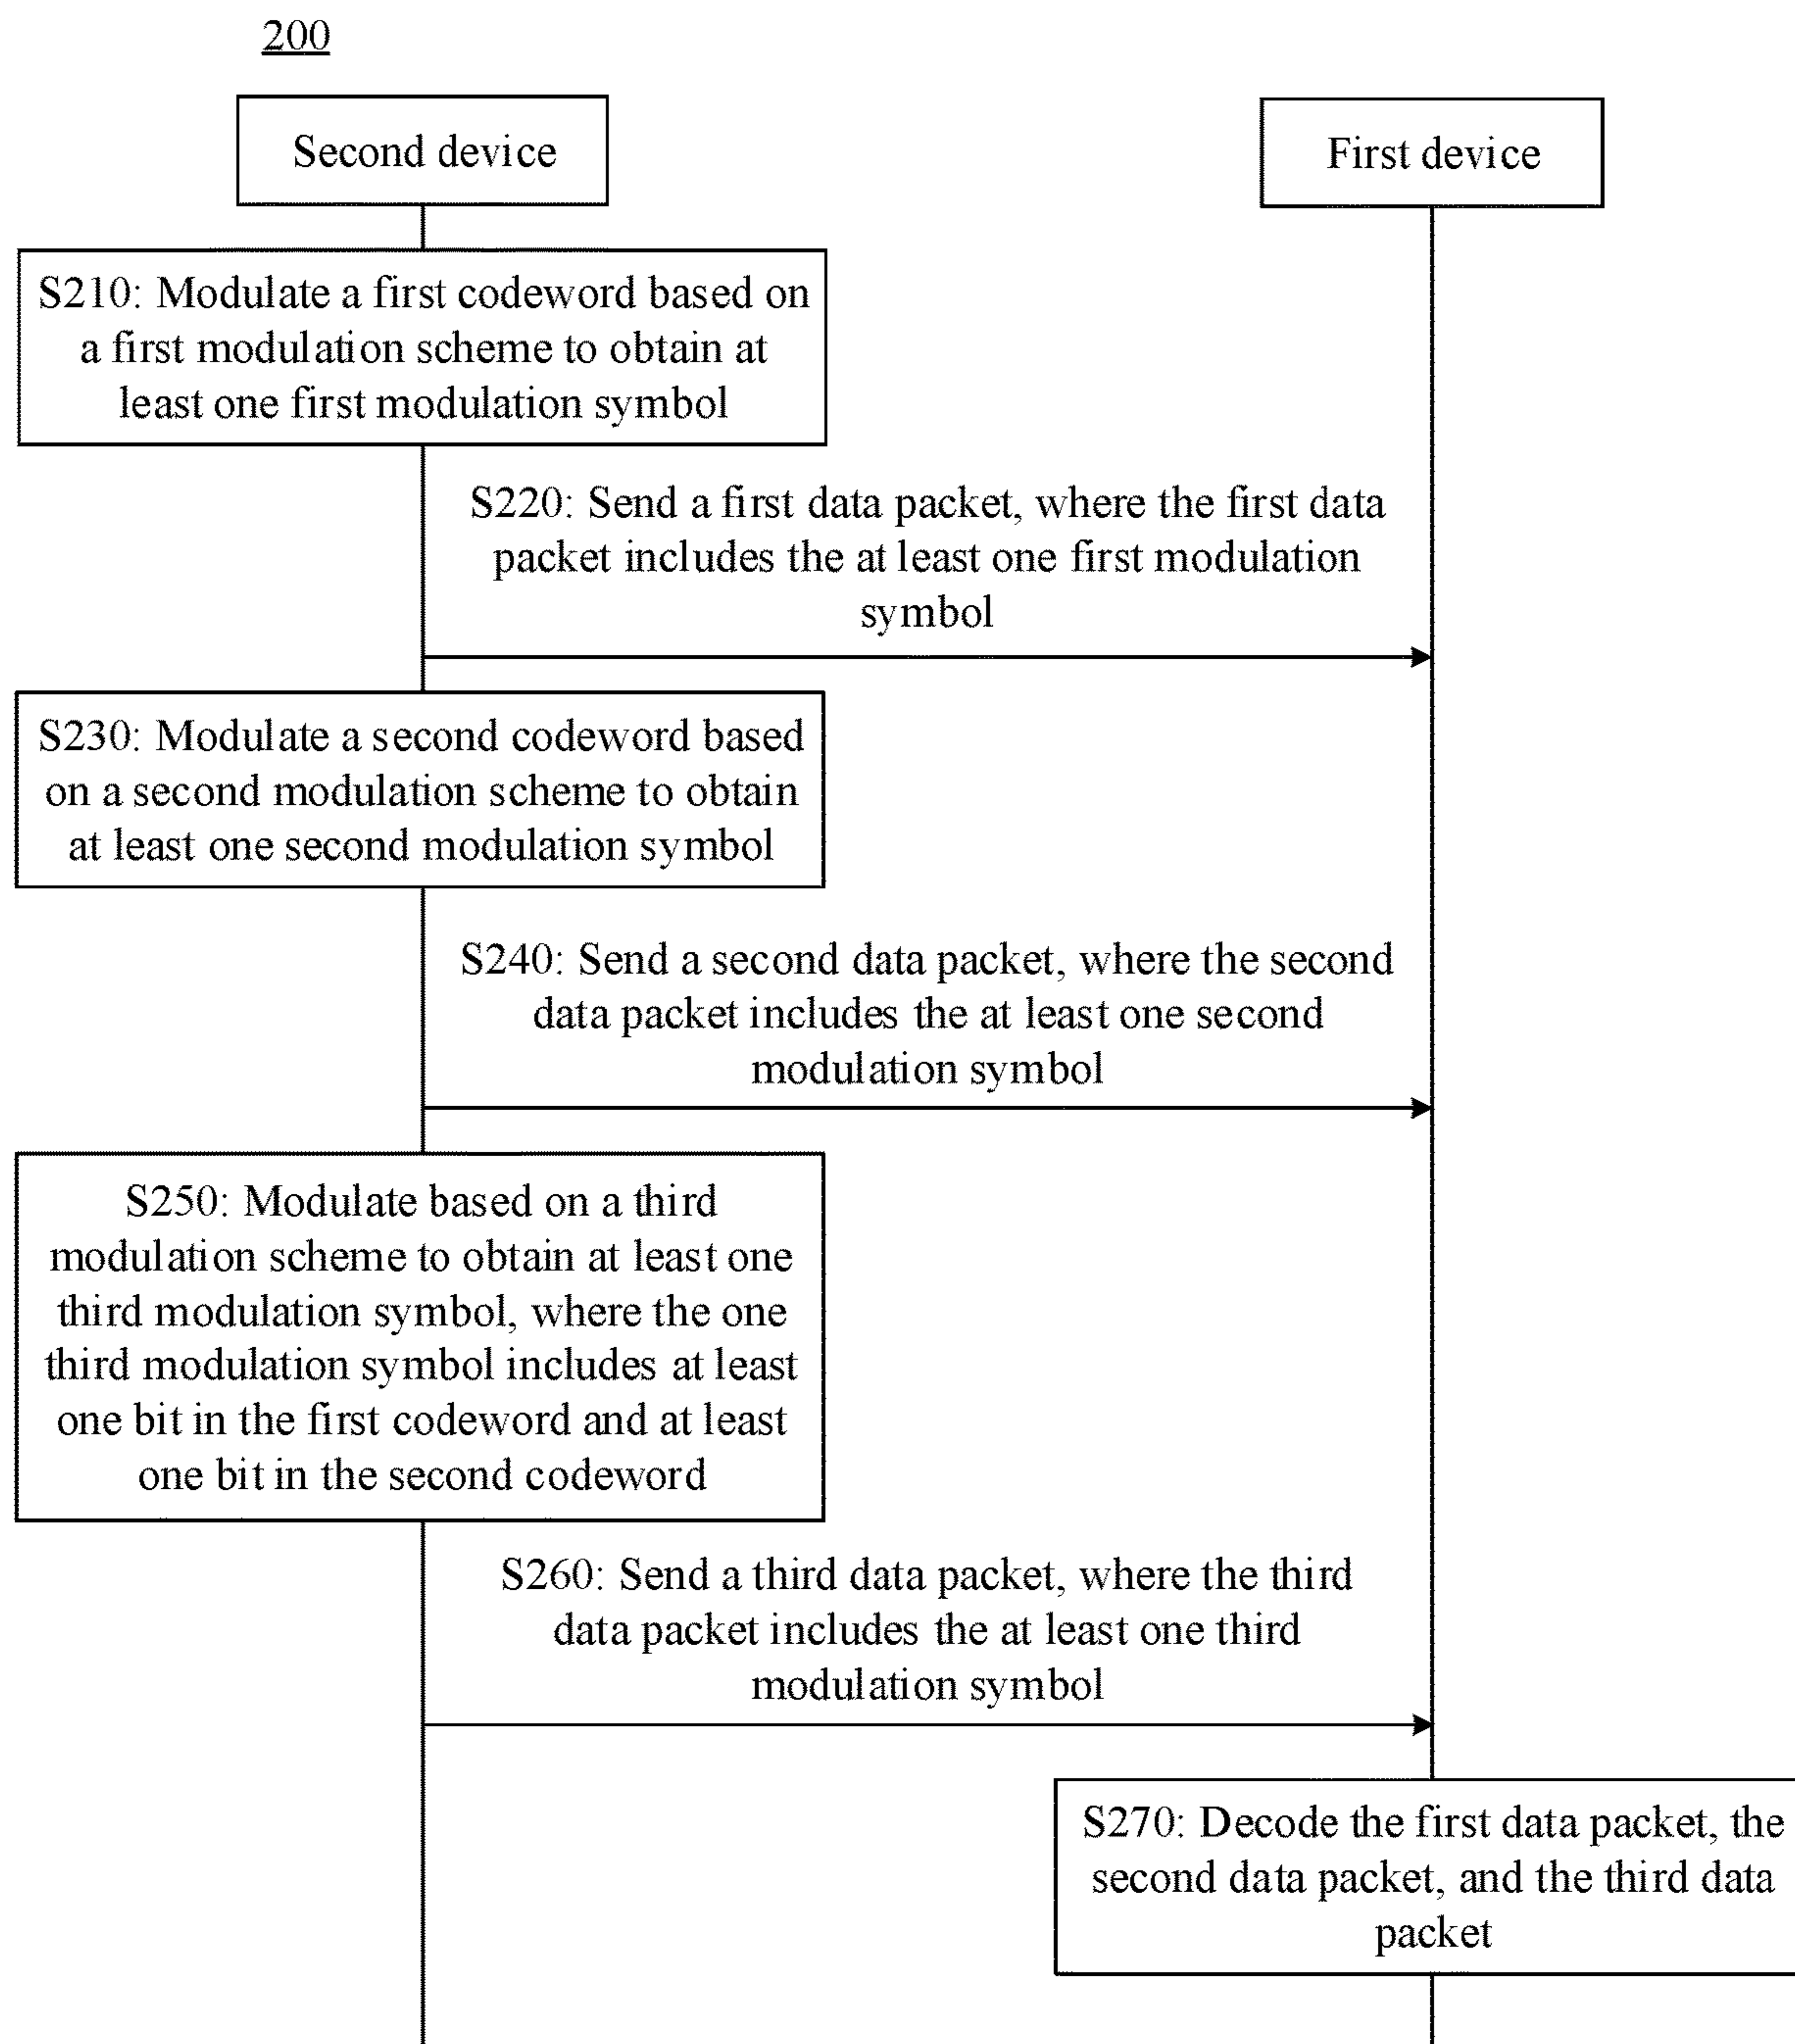 200
Second device
First device
S210: Modulate a first codeword based on
a first modulation scheme to obtain at
least one first modulation symbol
S220: Send a first data packet, where the first data
packet includes the at least one first modulation
symbol
S230: Modulate a second codeword based
on a second modulation scheme to obtain
at least one second modulation symbol
S240: Send a second data packet, where the second
data packet includes the at least one second
modulation symbol
S250: Modulate based on a third
modulation scheme to obtain at least one
third modulation symbol, where the one
third modulation symbol includes at least
one bit in the first codeword and at least
one bit in the second codeword
S260: Send a third data packet, where the third
data packet includes the at least one third
modulation symbol
S270: Decode the first data packet, the
second data packet, and the third data
packet